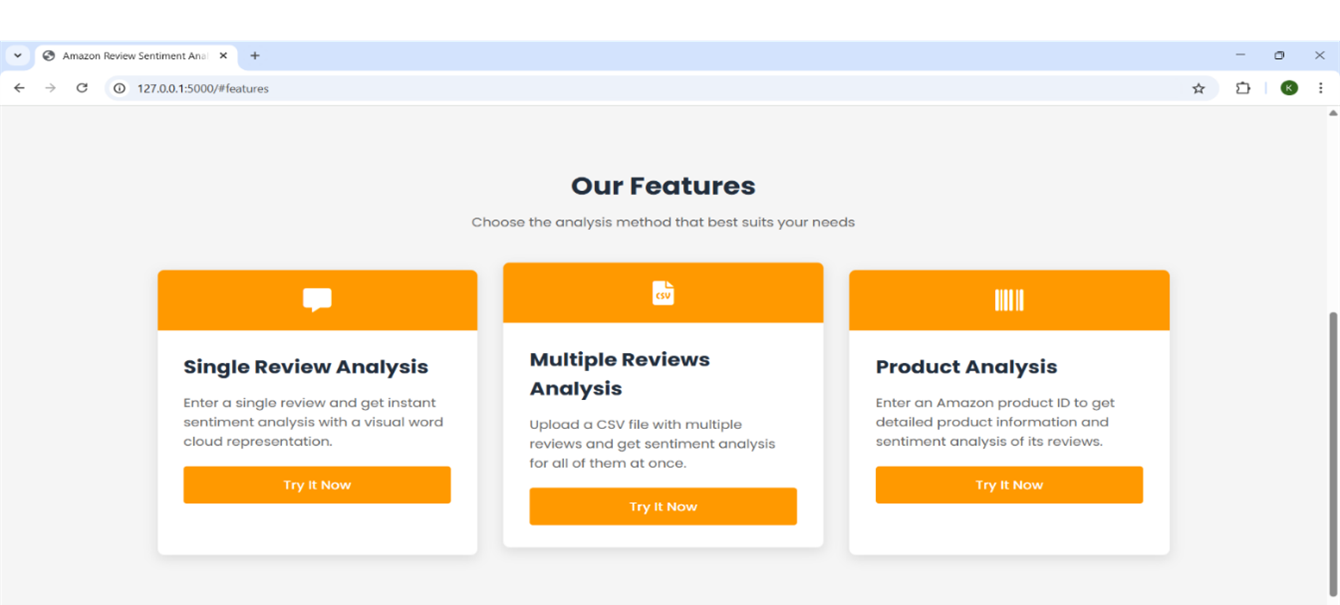 Amazon Review Sentiment Ana
127.0.0.1:5000/#features
K
Our Features
Choose the analysis method that best suits your needs
Single Review Analysis
Enter a single review and get instant
sentiment analysis with a visual word
cloud representation.
Try It Now
CSV
Multiple Reviews
Analysis
Upload a CSV file with multiple
reviews and get sentiment analysis
for all of them at once.
Try It Now
Product Analysis
Enter an Amazon product ID to get
detailed product information and
sentiment analysis of its reviews.
Try It Now